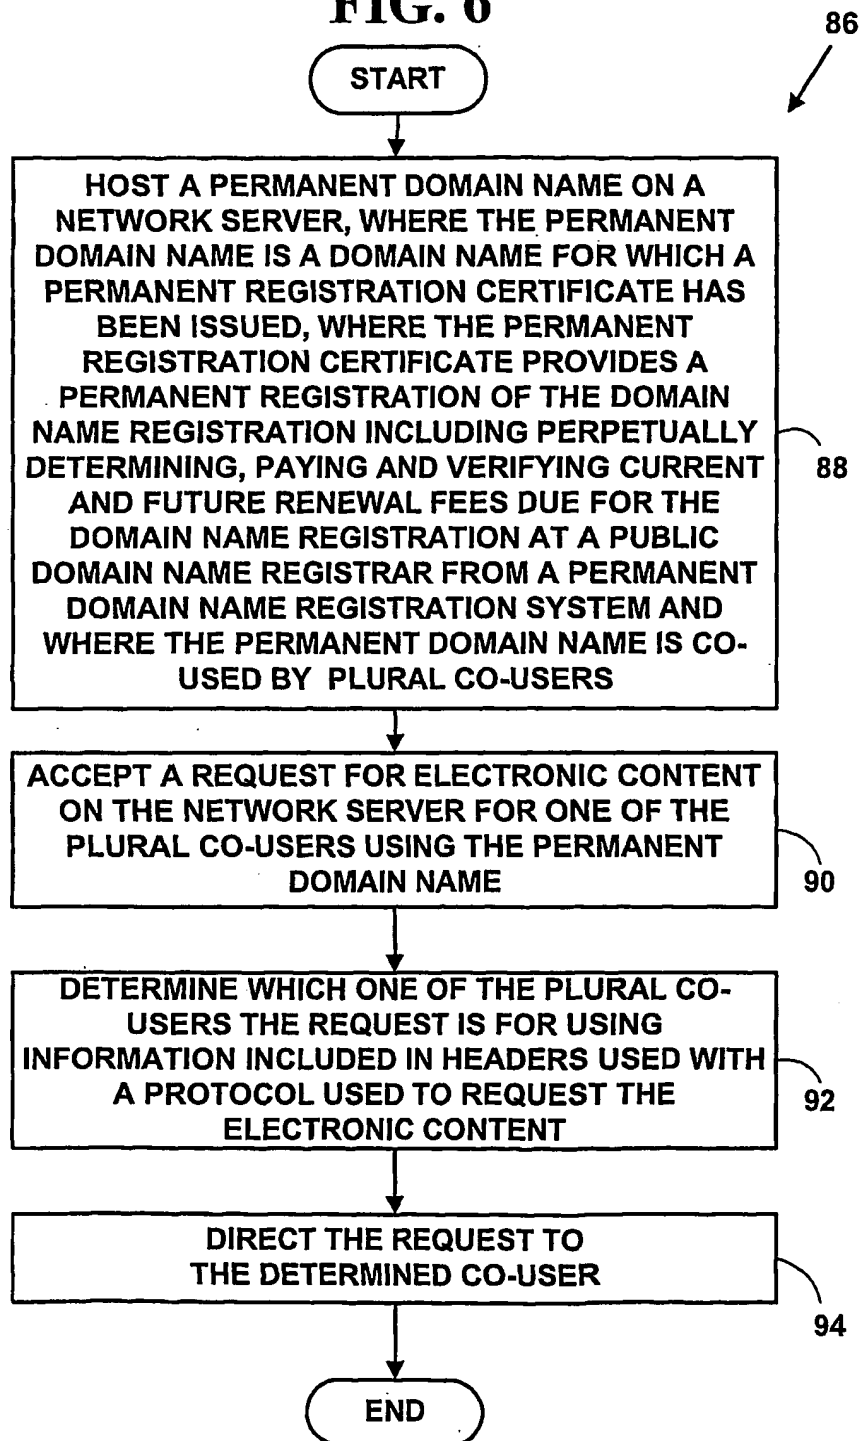 FIG. 6
86
START
HOST A PERMANENT DOMAIN NAME ON A
NETWORK SERVER, WHERE THE PERMANENT
DOMAIN NAME IS A DOMAIN NAME FOR WHICH A
PERMANENT REGISTRATION CERTIFICATE HAS
BEEN ISSUED, WHERE THE PERMANENT
REGISTRATION CERTIFICATE PROVIDES A
PERMANENT REGISTRATION OF THE DOMAIN
NAME REGISTRATION INCLUDING PERPETUALLY
DETERMINING, PAYING AND VERIFYING CURRENT
AND FUTURE RENEWAL FEES DUE FOR THE
DOMAIN NAME REGISTRATION AT A PUBLIC
DOMAIN NAME REGISTRAR FROM A PERMANENT
DOMAIN NAME REGISTRATION SYSTEM AND
WHERE THE PERMANENT DOMAIN NAME IS CO-
USED BY PLURAL CO-USERS
88
ACCEPT A REQUEST FOR ELECTRONIC CONTENT
ON THE NETWORK SERVER FOR ONE OF THE
PLURAL CO-USERS USING THE PERMANENT
DOMAIN NAME
90
DETERMINE WHICH ONE OF THE PLURAL CO-
USERS THE REQUEST IS FOR USING
INFORMATION INCLUDED IN HEADERS USED WITH
A PROTOCOL USED TO REQUEST THE
ELECTRONIC CONTENT
92
DIRECT THE REQUEST TO
THE DETERMINED CO-USER
94
END